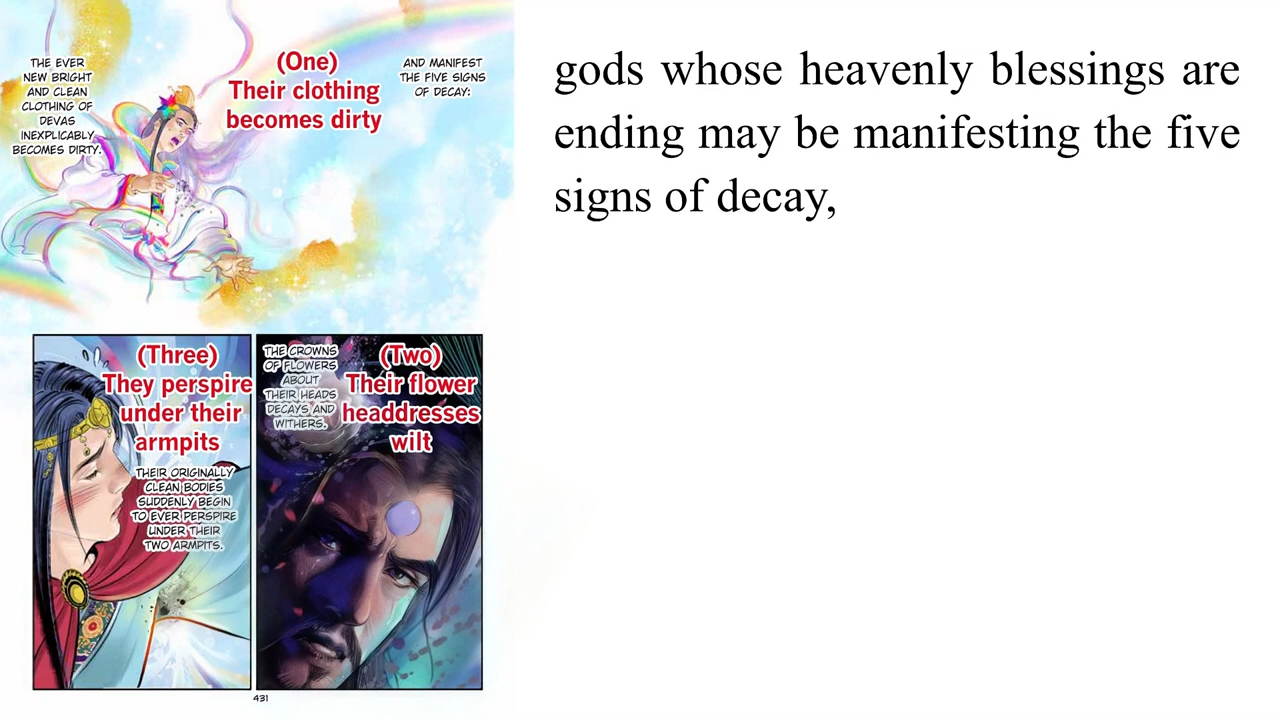 AND MANIFEST
THE FIVE SIGNS
OF DECAY:
(One)
Their clothing
becomes dirty
THE EVER
NEW BRIGHT
AND CLEAN
CLOTHING OF
DEVAS
INEXPLICABLY
BECOMES DIRTY.
(Two)
Their flower
headdresses
wilt
THE CROWNS
OF FLOWERS
ABOUT
THEIR HEADS
DECAYS AND
WITHERS.
(Three)
They perspire
under their
armpits
THEIR ORIGINALLY
CLEAN BODIES
SUDDENLY BEGIN
TO EVER PERSPIRE
UNDER THEIR
TWO ARMPITS.
431
gods whose heavenly blessings are
ending may be manifesting the five
signs of decay,